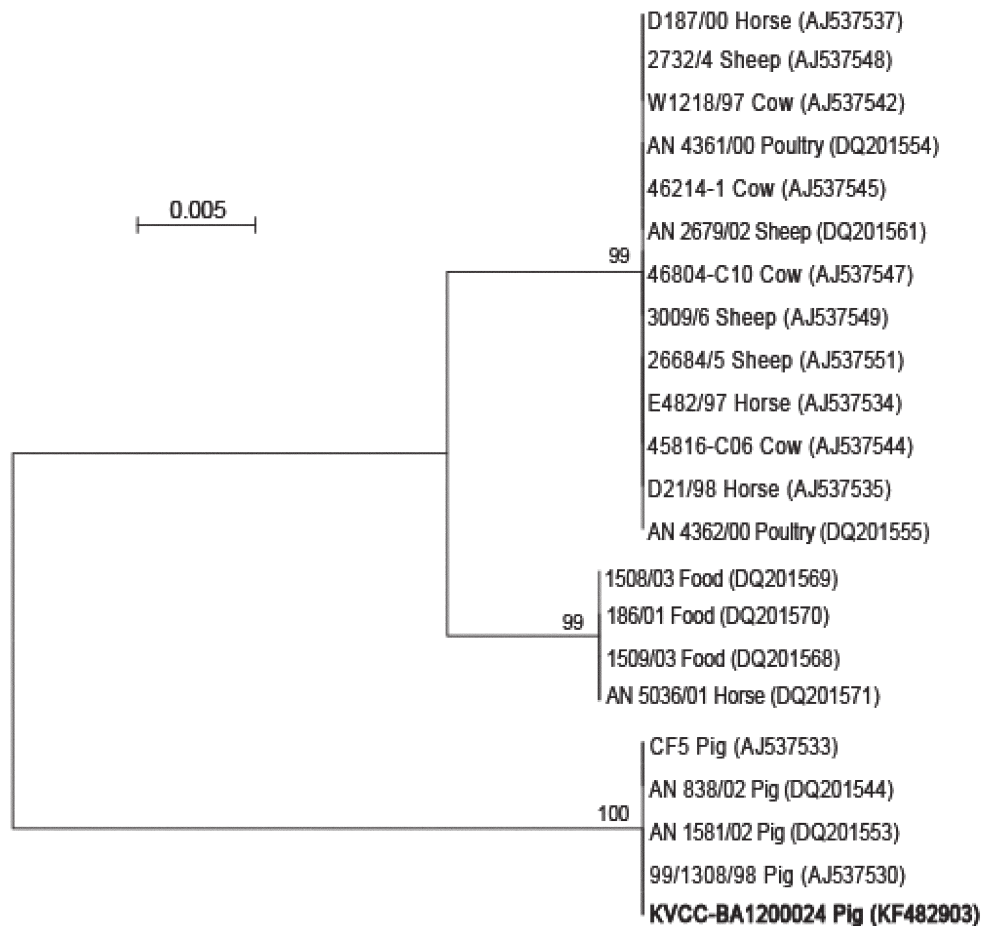 D187/00 Horse (AJ537537)
2732/4 Sheep (AJ537548)
W1218/97 Cow (AJ537542)
AN 4361/00 Poultry (DQ201554)
46214-1 Cow (AJ537545)
0.005
AN 2679/02 Sheep (DQ201561)
99
46804-C10 Cow (AJ537547)
3009/6 Sheep (AJ537549)
26684/5 Sheep (AJ537551)
E482/97 Horse (AJ537534)
45816-C06 Cow (AJ537544)
D21/98 Horse (AJ537535)
AN 4362/00 Poultry (DQ201555)
1508/03 Food (DQ201569)
186/01 Food (DQ201570)
99
1509/03 Food (DQ201568)
AN 5036/01 Horse (DQ201571)
CF5 Pig (AJ537533)
AN 838/02 Pig (DQ201544)
100
AN 1581/02 Pig (DQ201553)
99/1308/98 Pig (AJ537530)
KVCC-BA1200024 Pig (KF482903)